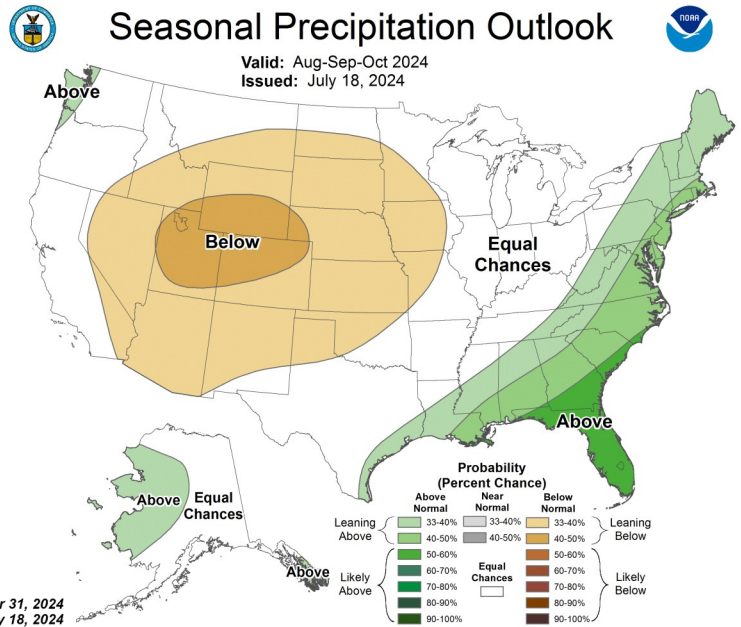 Seasonal Precipitation Outlook
NOAA
Valid: Aug-Sep-Oct 2024
Issued: July 18, 2024
Above
Below
Equal
Chances
Above
Above
Equal
Chances
Above
Probability
(Percent Chance)
Above
Normal
Near
Normal
Below
Normal
Leaning
Above
33-40%
33-40%
33-40%
Leaning
Below
40-50%
40-50%
40-50%
Likely
Above
50-60%
50-60%
Likely
Below
60-70%
60-70%
70-80%
70-80%
80-90%
80-90%
90-100%
90-100%
Equal
Chances
r 31, 2024
y 18, 2024